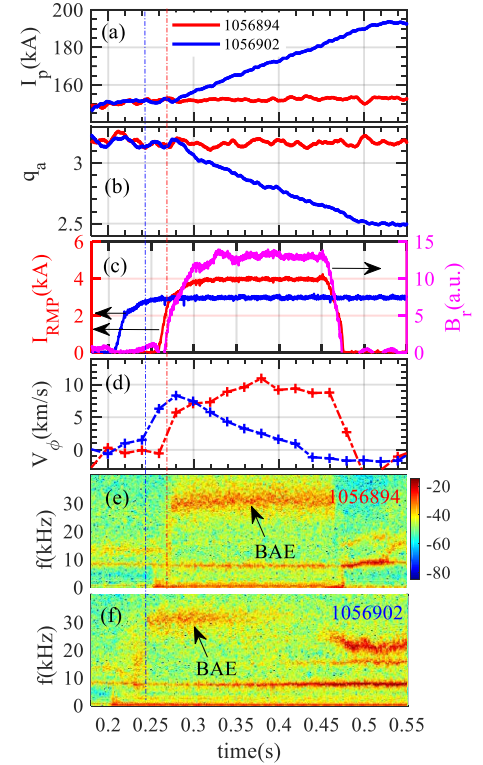 200
(a)
1056894
1056902
150
I_p(kA)
3
2.5
q_a
(b)
6
4
2
0
I_RMP(kA)
(c)
15
10
5
0
B_r(a.u.)
10
5
0
V_ϕ(km/s)
(d)
30
20
10
0
f(kHz)
(e)
1056894
BAE
-20
-40
-60
-80
30
20
10
0
f(kHz)
(f)
1056902
BAE
0.2 0.25 0.3 0.35 0.4 0.45 0.5 0.55
time(s)